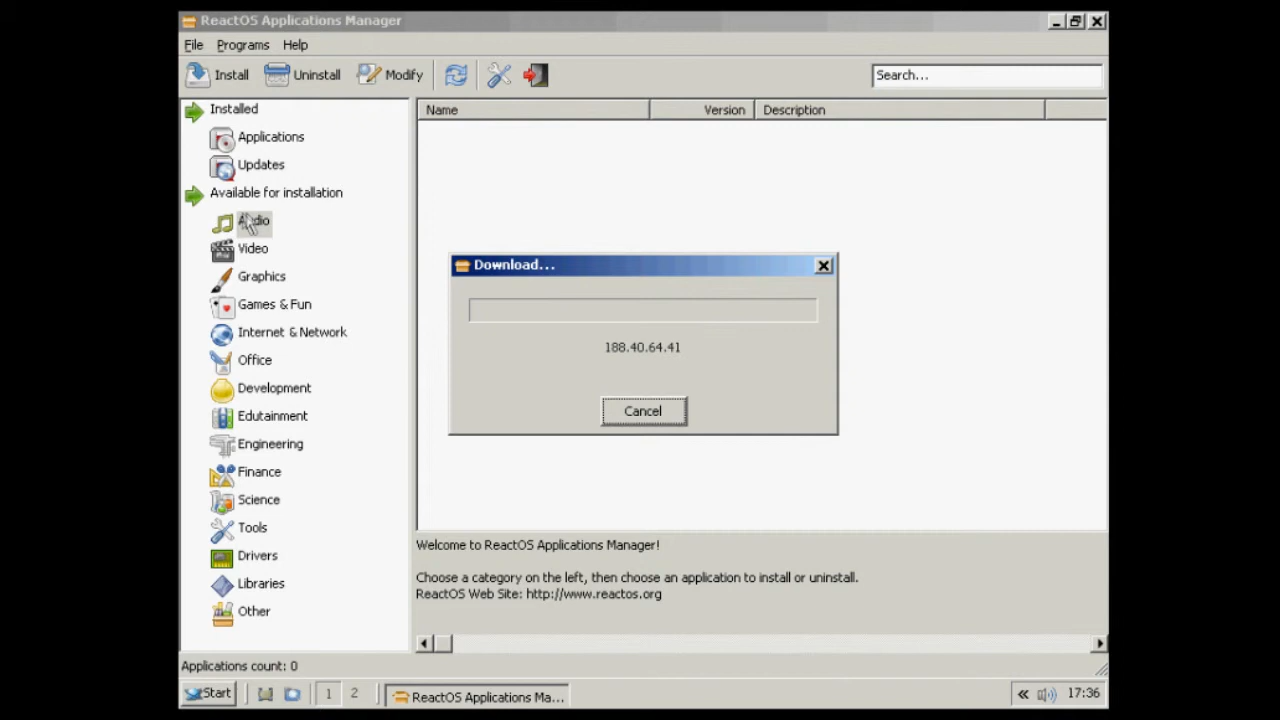 ReactOS Applications Manager
File Programs Help
Install Uninstall Modify Search...
Installed
Applications
Updates
Available for installation
Audio
Video
Graphics
Games & Fun
Internet & Network
Office
Development
Edutainment
Engineering
Finance
Science
Tools
Drivers
Libraries
Other
Name Version Description
Download...
188.40.64.41
Cancel
Welcome to ReactOS Applications Manager!
Choose a category on the left, then choose an application to install or uninstall.
ReactOS Web Site: http://www.reactos.org
Applications count: 0
Start 1 2 ReactOS Applications Ma... « 17:36